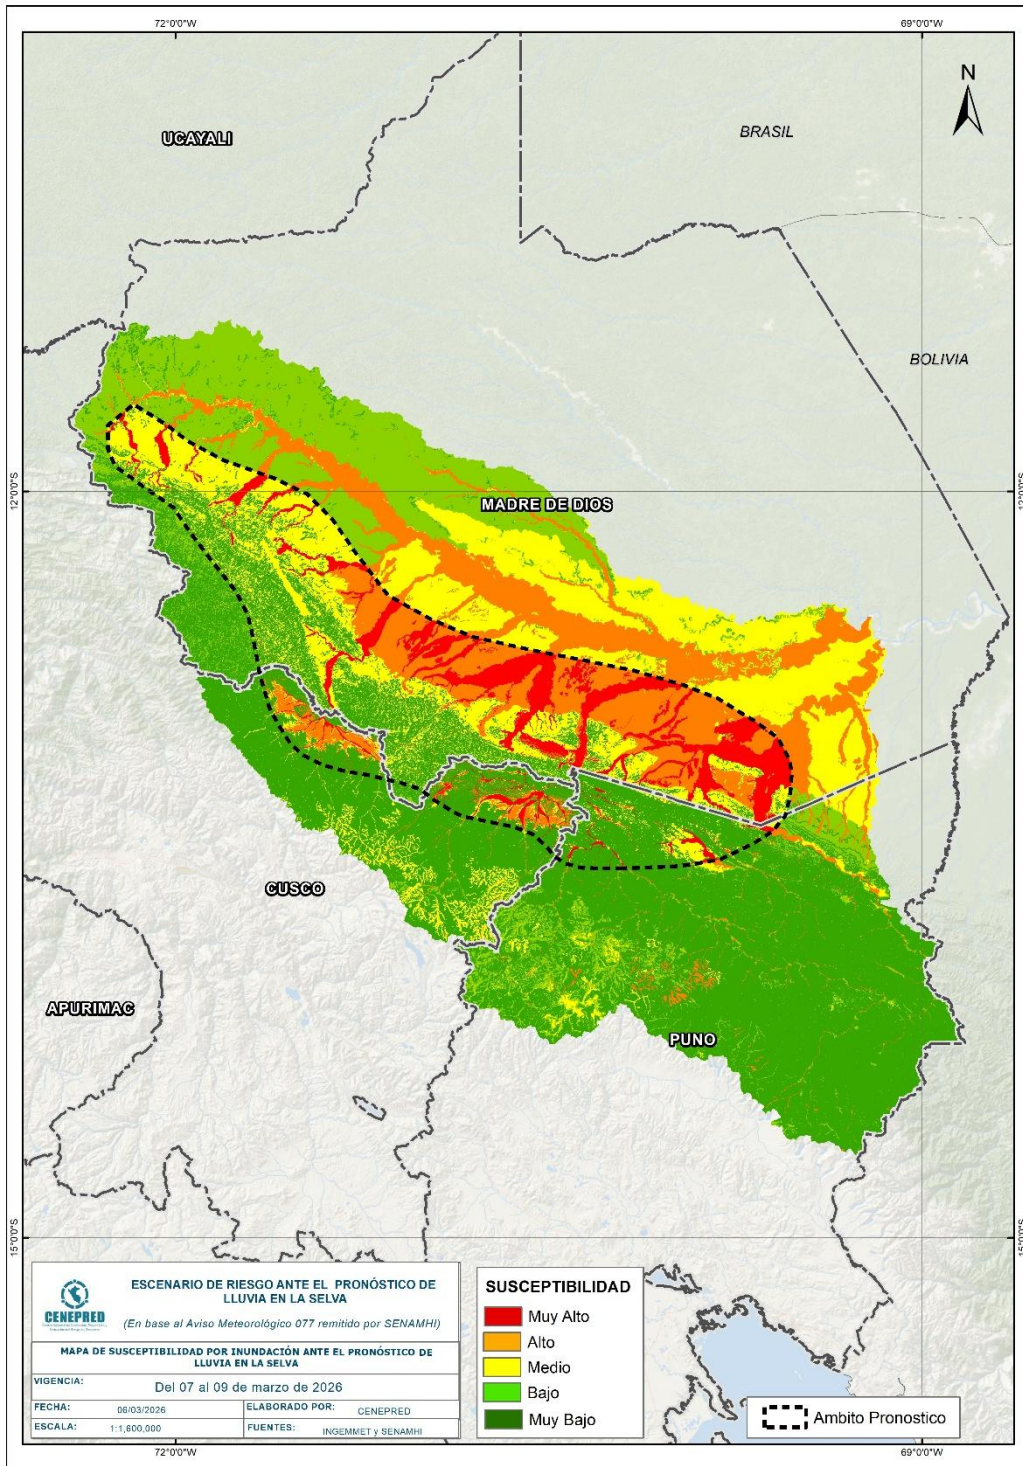 72°0'0"W
69°0'0"W
N
UCAYALI
BRASIL
BOLIVIA
12°0'0"S
12°0'0"S
MADRE DE DIOS
CUSCO
APURIMAC
PUNO
15°0'0"S
15°0'0"S
CENEPRED
ESCENARIO DE RIESGO ANTE EL PRONÓSTICO DE
LLUVIA EN LA SELVA
(En base al Aviso Meteorológico 077 remitido por SENAMHI)
MAPA DE SUSCEPTIBILIDAD POR INUNDACIÓN ANTE EL PRONÓSTICO DE
LLUVIA EN LA SELVA
VIGENCIA: Del 07 al 09 de marzo de 2026
FECHA: 06/03/2026 ELABORADO POR: CENEPRED
ESCALA: 1:1,600,000 FUENTES: INGEMMET y SENAMHI
SUSCEPTIBILIDAD
Muy Alto
Alto
Medio
Bajo
Muy Bajo
Ambito Pronostico
72°0'0"W
69°0'0"W